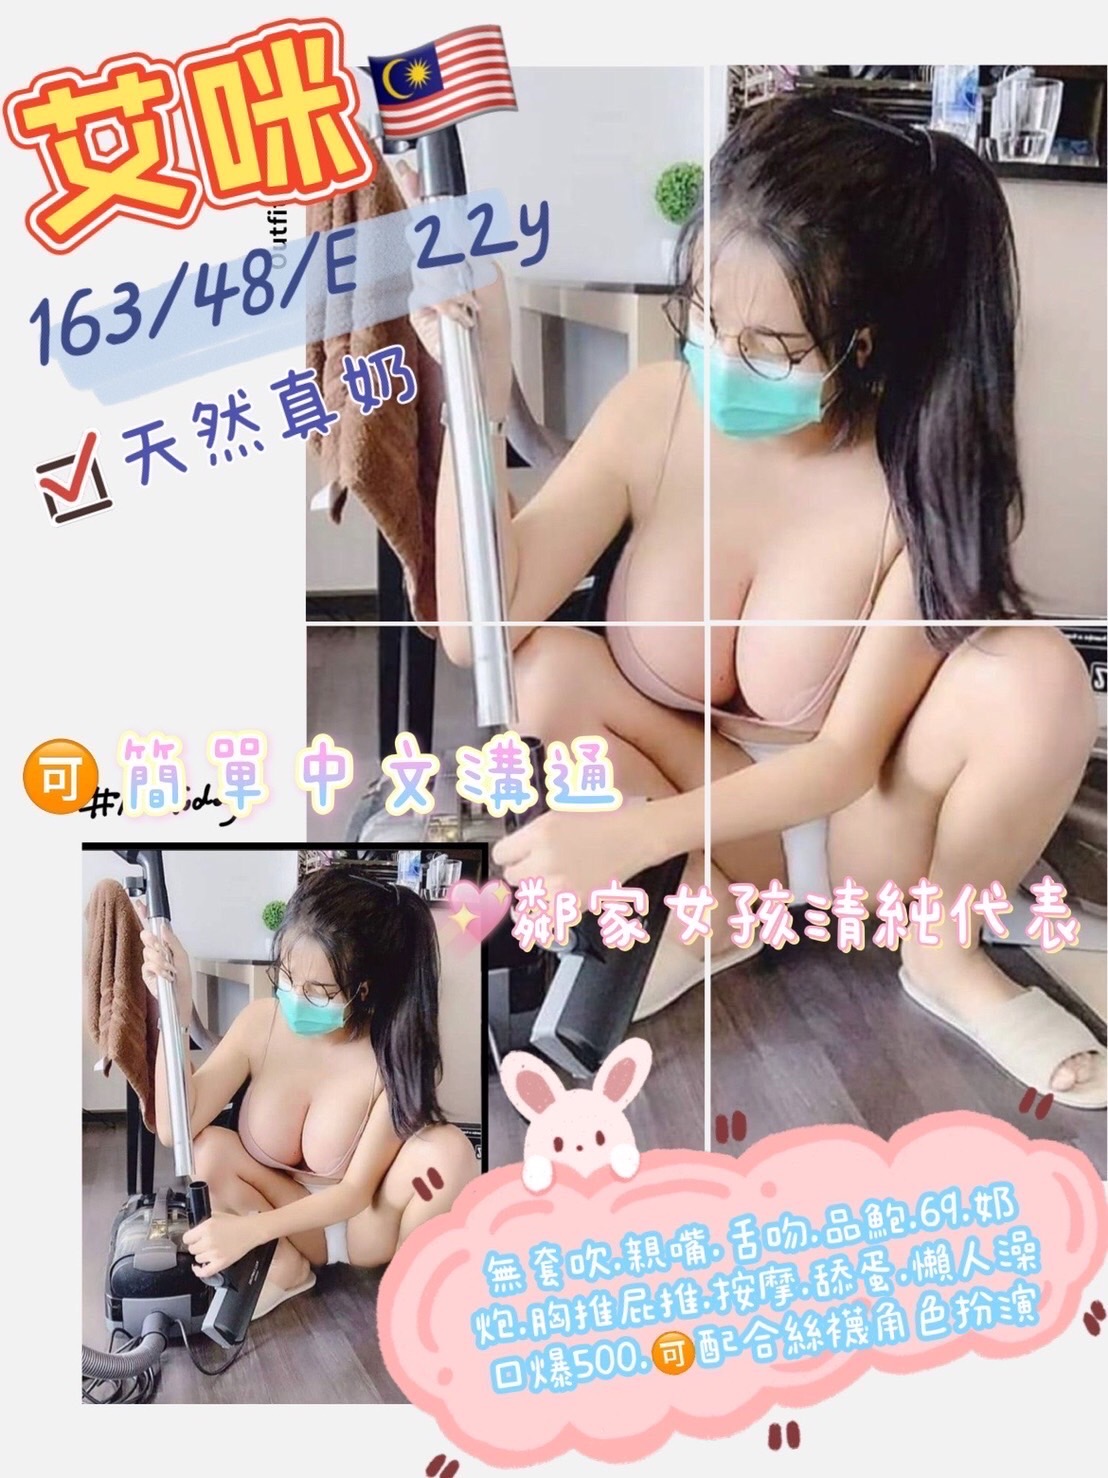 艾咪
outfit
163/48/E 22y
天然真奶
可簡單中文溝通
鄰家女孩清純代表
無套吹.親嘴.舌吻.品鮑.69.奶
炮.胸推屁推.按摩.舔蛋.懶人澡
口爆500.可配合絲襪角色扮演